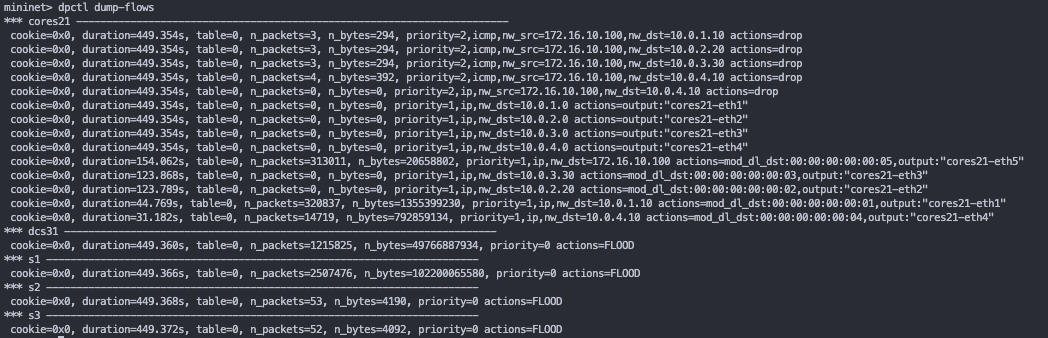 mininet> dpctl dump-flows
*** cores21 ------------------------------------------------------------------------
 cookie=0x0, duration=449.354s, table=0, n_packets=3, n_bytes=294, priority=2,icmp,nw_src=172.16.10.100,nw_dst=10.0.1.10 actions=drop
 cookie=0x0, duration=449.354s, table=0, n_packets=3, n_bytes=294, priority=2,icmp,nw_src=172.16.10.100,nw_dst=10.0.2.20 actions=drop
 cookie=0x0, duration=449.354s, table=0, n_packets=3, n_bytes=294, priority=2,icmp,nw_src=172.16.10.100,nw_dst=10.0.3.30 actions=drop
 cookie=0x0, duration=449.354s, table=0, n_packets=4, n_bytes=392, priority=2,icmp,nw_src=172.16.10.100,nw_dst=10.0.4.10 actions=drop
 cookie=0x0, duration=449.354s, table=0, n_packets=0, n_bytes=0, priority=2,ip,nw_src=172.16.10.100,nw_dst=10.0.4.10 actions=drop
 cookie=0x0, duration=449.354s, table=0, n_packets=0, n_bytes=0, priority=1,ip,nw_dst=10.0.1.0 actions=output:"cores21-eth1"
 cookie=0x0, duration=449.354s, table=0, n_packets=0, n_bytes=0, priority=1,ip,nw_dst=10.0.2.0 actions=output:"cores21-eth2"
 cookie=0x0, duration=449.354s, table=0, n_packets=0, n_bytes=0, priority=1,ip,nw_dst=10.0.3.0 actions=output:"cores21-eth3"
 cookie=0x0, duration=449.354s, table=0, n_packets=0, n_bytes=0, priority=1,ip,nw_dst=10.0.4.0 actions=output:"cores21-eth4"
 cookie=0x0, duration=154.062s, table=0, n_packets=313011, n_bytes=20658802, priority=1,ip,nw_dst=172.16.10.100 actions=mod_dl_dst:00:00:00:00:00:05,output:"cores21-eth5"
 cookie=0x0, duration=123.868s, table=0, n_packets=0, n_bytes=0, priority=1,ip,nw_dst=10.0.3.30 actions=mod_dl_dst:00:00:00:00:00:03,output:"cores21-eth3"
 cookie=0x0, duration=123.789s, table=0, n_packets=0, n_bytes=0, priority=1,ip,nw_dst=10.0.2.20 actions=mod_dl_dst:00:00:00:00:00:02,output:"cores21-eth2"
 cookie=0x0, duration=44.769s, table=0, n_packets=320837, n_bytes=1355399230, priority=1,ip,nw_dst=10.0.1.10 actions=mod_dl_dst:00:00:00:00:00:01,output:"cores21-eth1"
 cookie=0x0, duration=31.182s, table=0, n_packets=14719, n_bytes=792859134, priority=1,ip,nw_dst=10.0.4.10 actions=mod_dl_dst:00:00:00:00:00:04,output:"cores21-eth4"
*** dcs31 ------------------------------------------------------------------------
 cookie=0x0, duration=449.360s, table=0, n_packets=1215825, n_bytes=49766887934, priority=0 actions=FLOOD
*** s1 ------------------------------------------------------------------------
 cookie=0x0, duration=449.366s, table=0, n_packets=2507476, n_bytes=102200065580, priority=0 actions=FLOOD
*** s2 ------------------------------------------------------------------------
 cookie=0x0, duration=449.368s, table=0, n_packets=53, n_bytes=4190, priority=0 actions=FLOOD
*** s3 ------------------------------------------------------------------------
 cookie=0x0, duration=449.372s, table=0, n_packets=52, n_bytes=4092, priority=0 actions=FLOOD